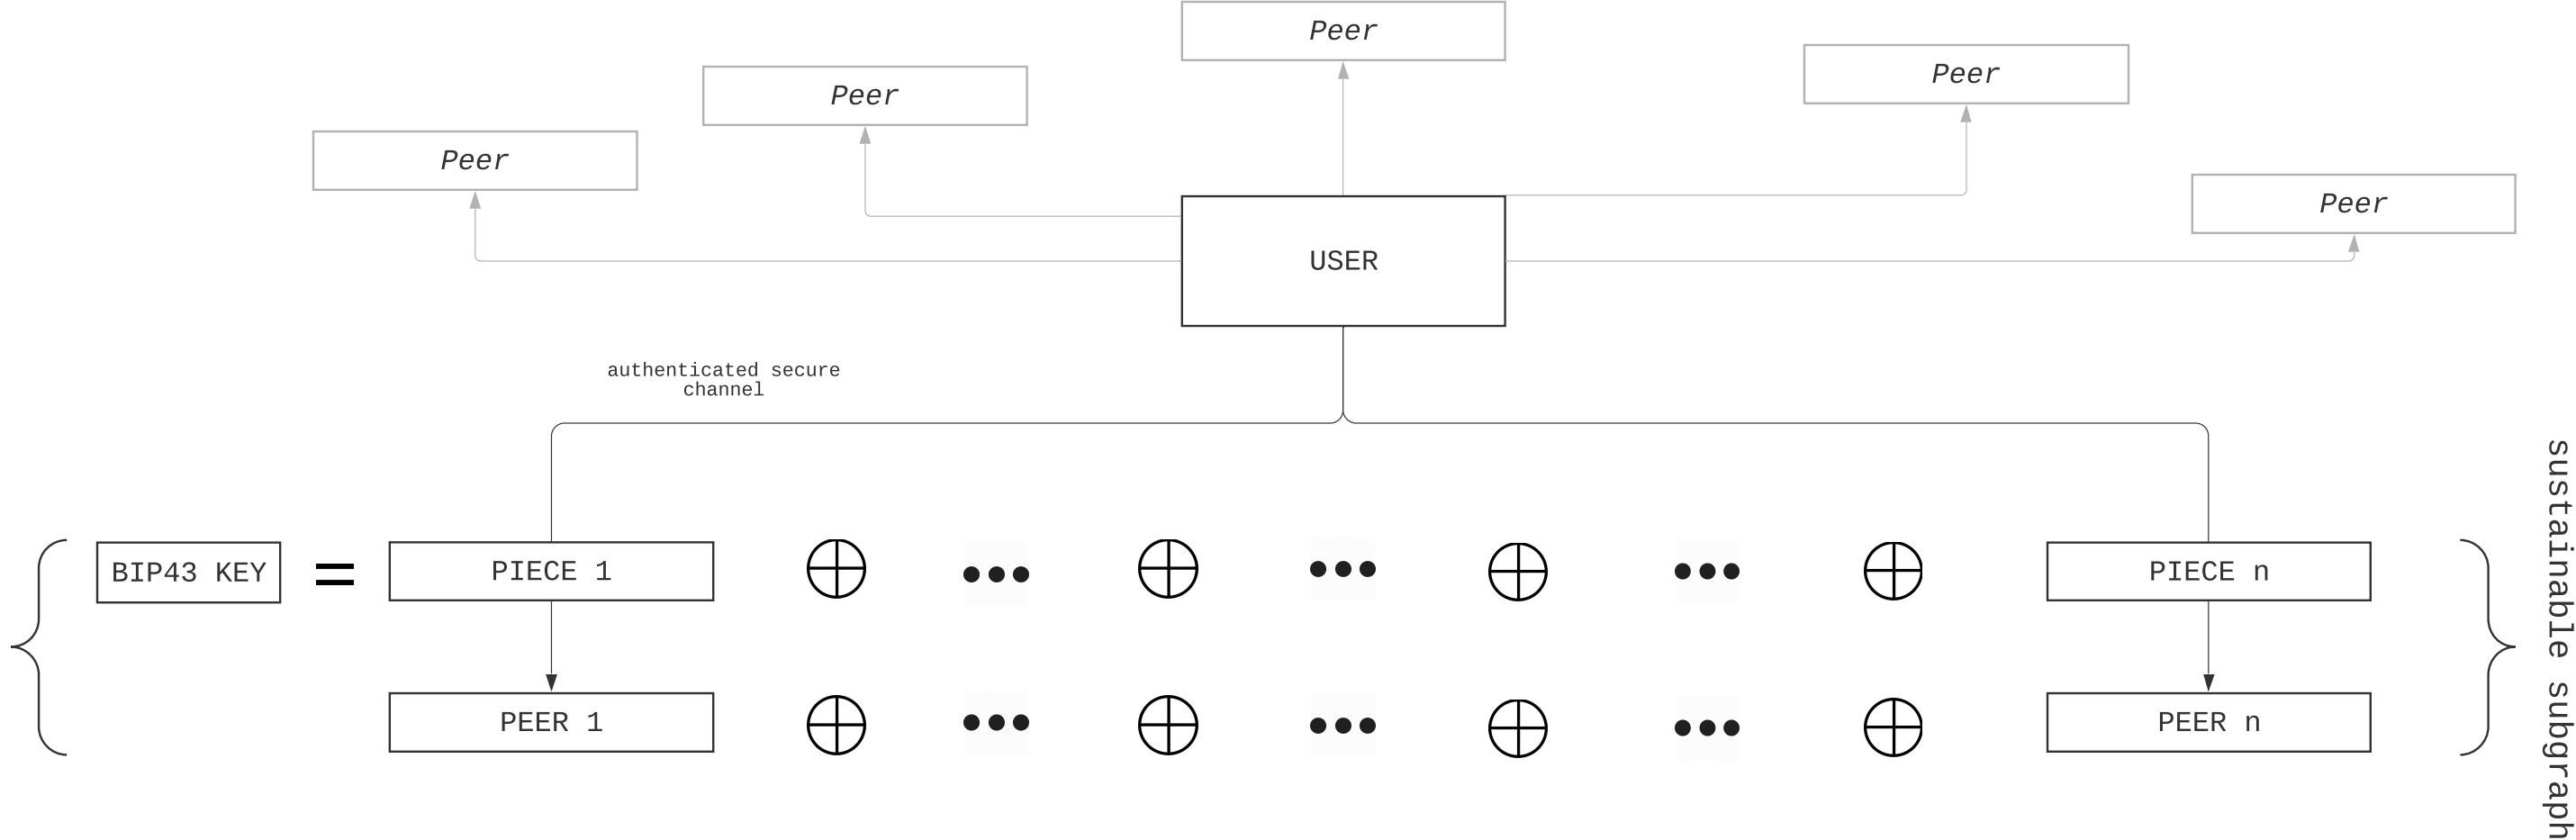 Peer
Peer
Peer
Peer
Peer
USER
authenticated secure
channel
BIP43 KEY
=
PIECE 1
PIECE n
PEER 1
PEER n
sustainable subgraph